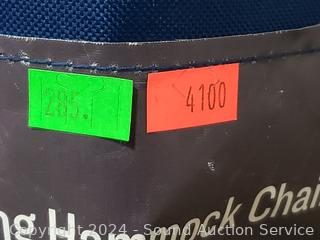 285.
4100
ng Hammock Chai
Copyright 2024 - Sound Auction Service